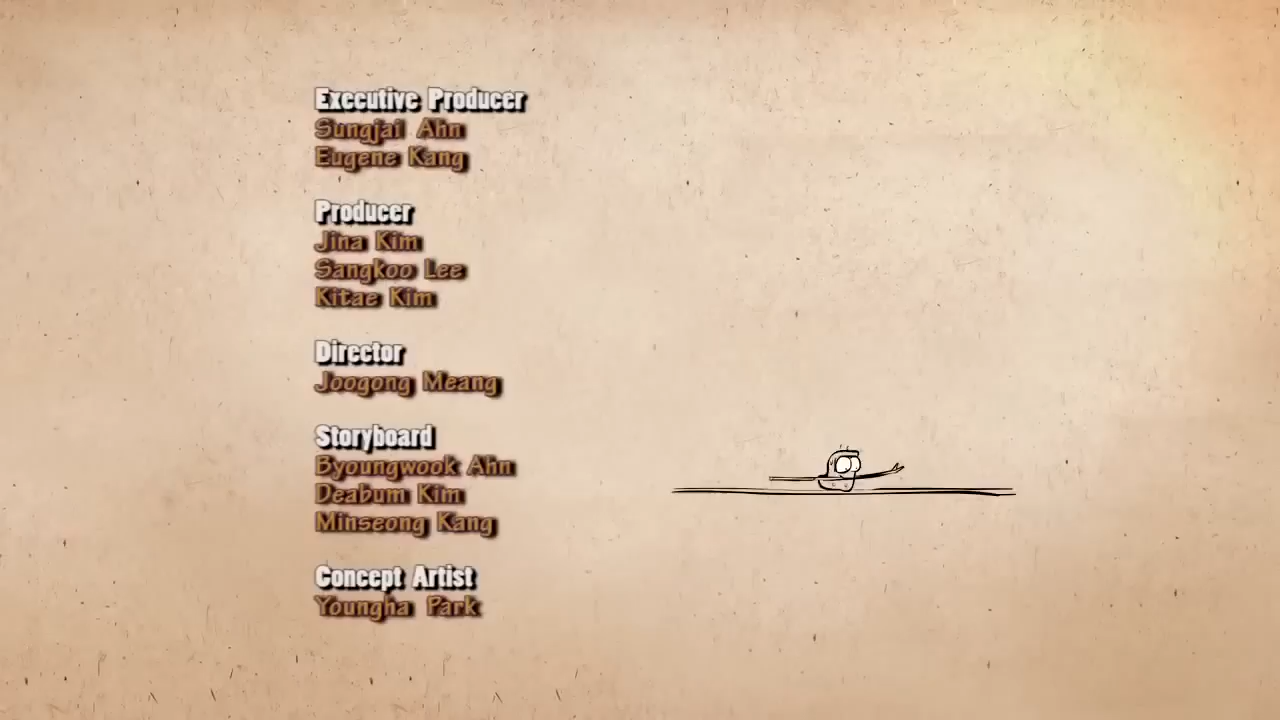 Executive Producer
Sungjai Ahn
Eugene Kang
Producer
Jina Kim
Sangkoo Lee
Kitae Kim
Director
Joogong Meang
Storyboard
Byoungwook Ahn
Deabum Kim
Minseong Kang
Concept Artist
Youngha Park